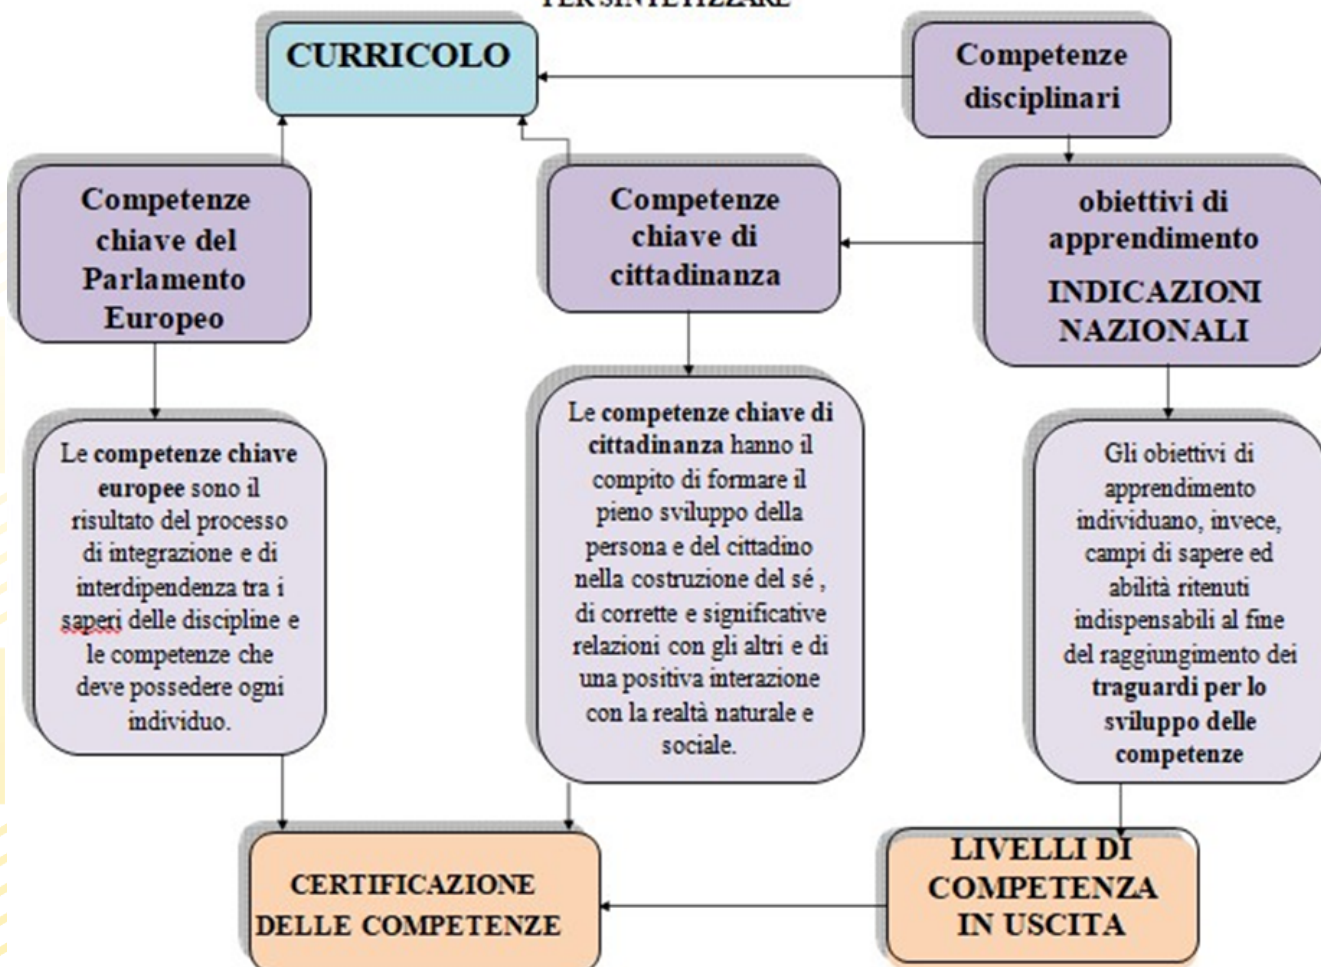 PER SINTETIZZARE
CURRICOLO
Competenze
disciplinari
Competenze
chiave del
Parlamento
Europeo
Competenze
chiave di
cittadinanza
obiettivi di
apprendimento
INDICAZIONI
NAZIONALI
Le competenze chiave
europee sono il
risultato del processo
di integrazione e di
interdipendenza tra i
saperi delle discipline e
le competenze che
deve possedere ogni
individuo.
Le competenze chiave di
cittadinanza hanno il
compito di formare il
pieno sviluppo della
persona e del cittadino
nella costruzione del sé ,
di corrette e significative
relazioni con gli altri e di
una positiva interazione
con la realtà naturale e
sociale.
Gli obiettivi di
apprendimento
individuano, invece,
campi di sapere ed
abilità ritenuti
indispensabili al fine
del raggiungimento dei
traguardi per lo
sviluppo delle
competenze
CERTIFICAZIONE
DELLE COMPETENZE
LIVELLI DI
COMPETENZA
IN USCITA